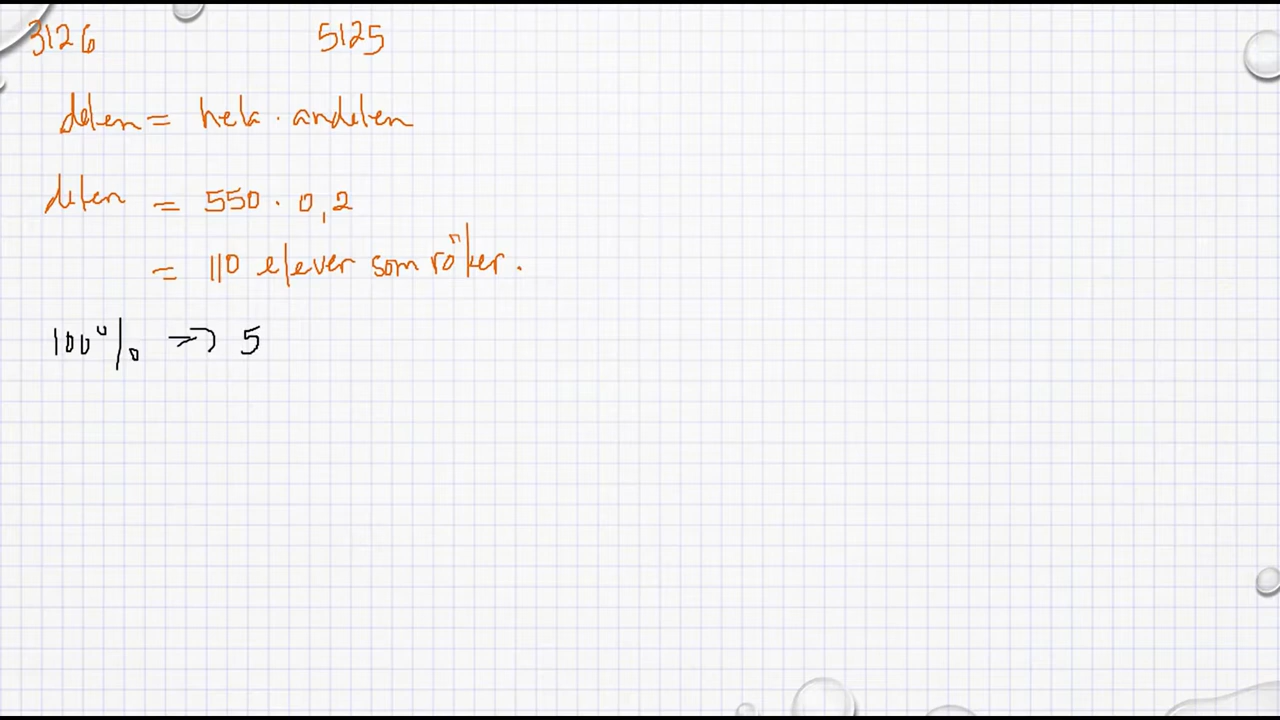 3126 5125
delen = hela · andelen
delen = 550 · 0,2
= 110 elever som röker.
100% => 5